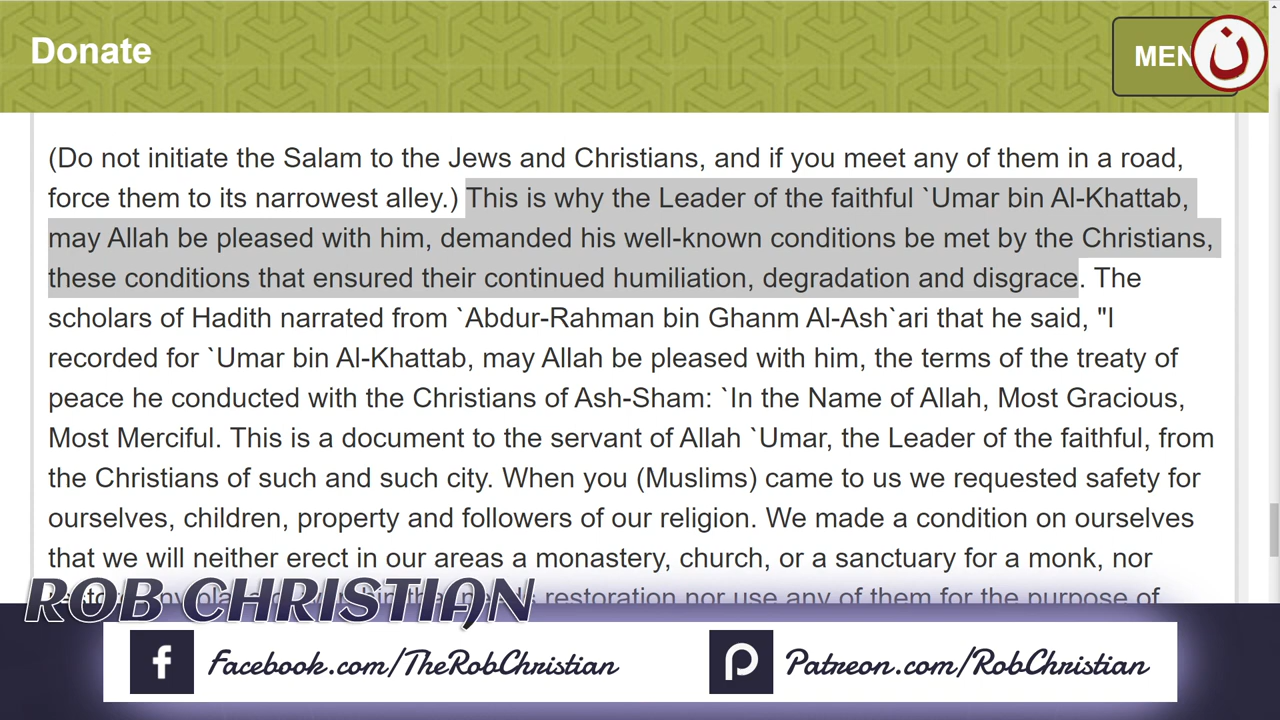 Donate
MEN
ن
(Do not initiate the Salam to the Jews and Christians, and if you meet any of them in a road,
force them to its narrowest alley.) This is why the Leader of the faithful `Umar bin Al-Khattab,
may Allah be pleased with him, demanded his well-known conditions be met by the Christians,
these conditions that ensured their continued humiliation, degradation and disgrace. The
scholars of Hadith narrated from `Abdur-Rahman bin Ghanm Al-Ash`ari that he said, "I
recorded for `Umar bin Al-Khattab, may Allah be pleased with him, the terms of the treaty of
peace he conducted with the Christians of Ash-Sham: `In the Name of Allah, Most Gracious,
Most Merciful. This is a document to the servant of Allah `Umar, the Leader of the faithful, from
the Christians of such and such city. When you (Muslims) came to us we requested safety for
ourselves, children, property and followers of our religion. We made a condition on ourselves
that we will neither erect in our areas a monastery, church, or a sanctuary for a monk, nor
restoration nor use any of them for the purpose of
ROB CHRISTIAN
f Facebook.com/TheRobChristian
Patreon.com/RobChristian